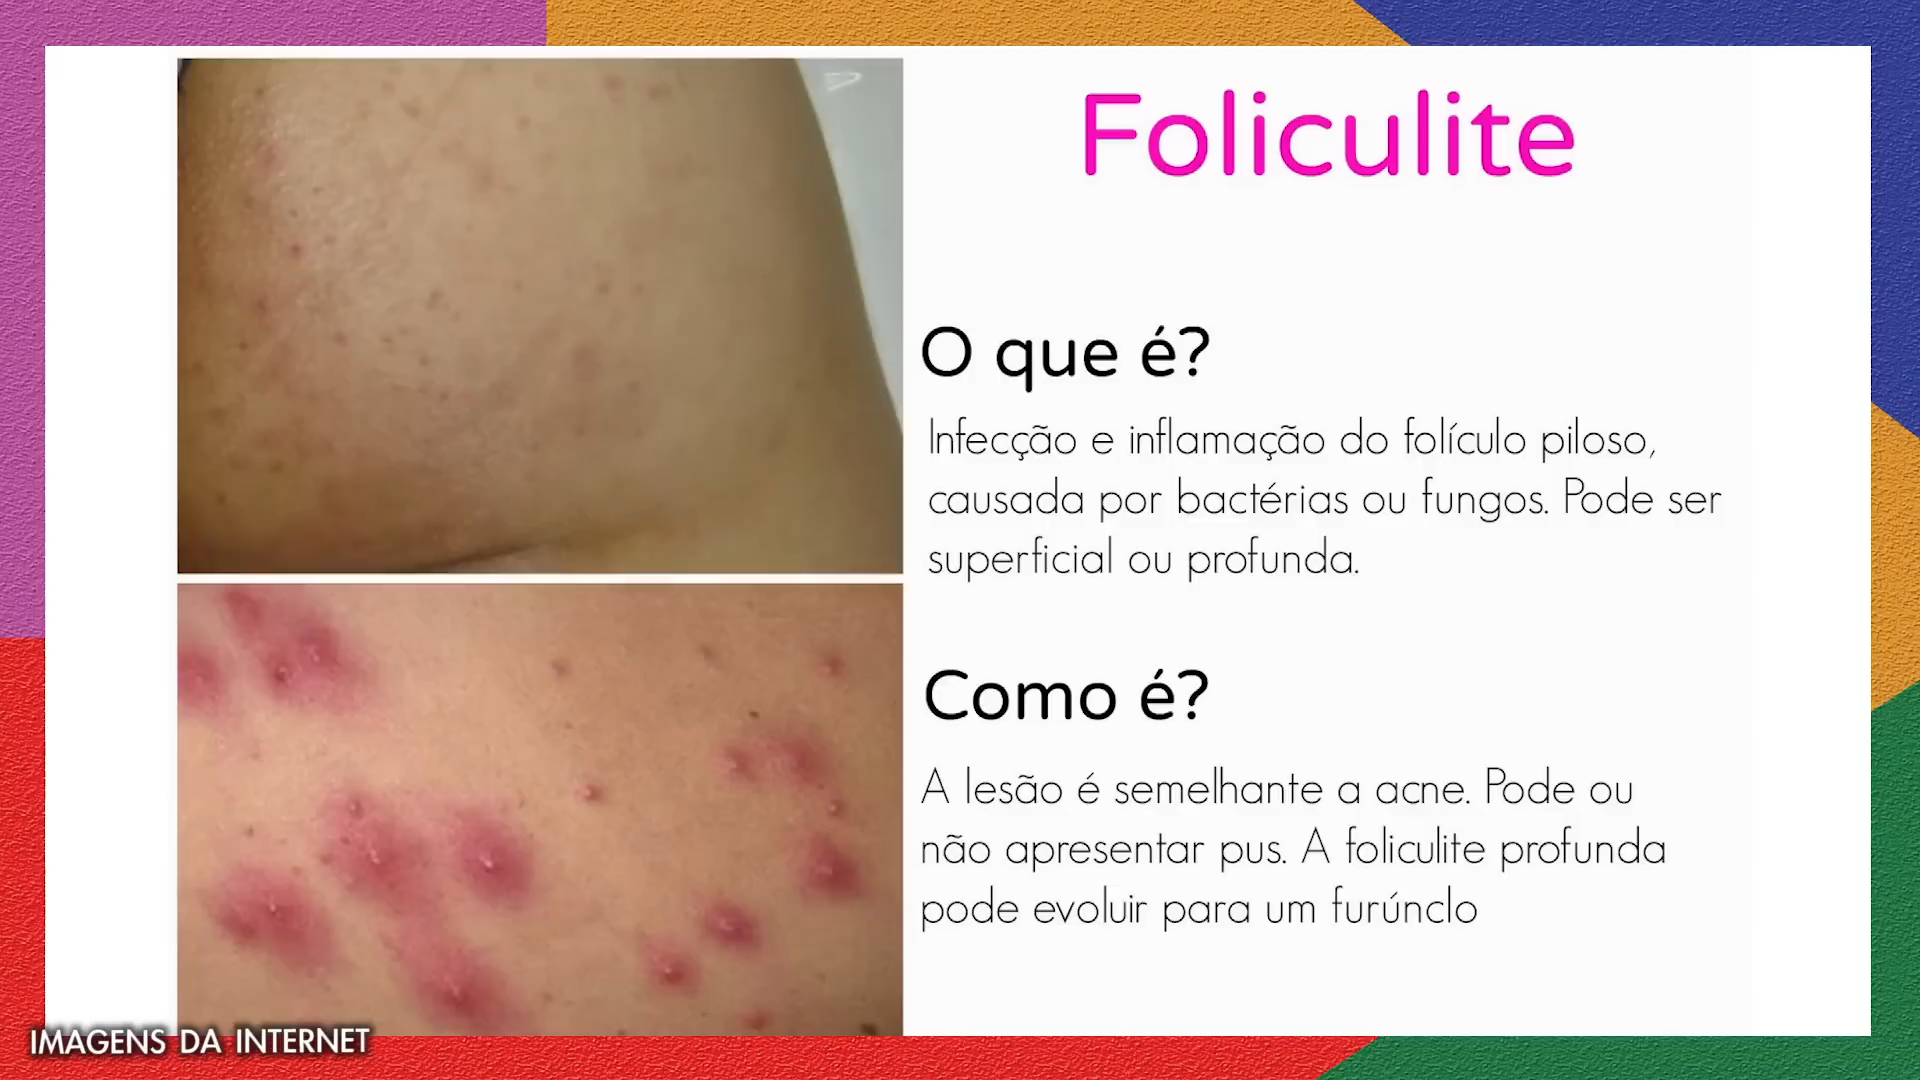 Foliculite
O que é?
Infecção e inflamação do folículo piloso,
causada por bactérias ou fungos. Pode ser
superficial ou profunda.
Como é?
A lesão é semelhante a acne. Pode ou
não apresentar pus. A foliculite profunda
pode evoluir para um furúnclo
IMAGENS DA INTERNET